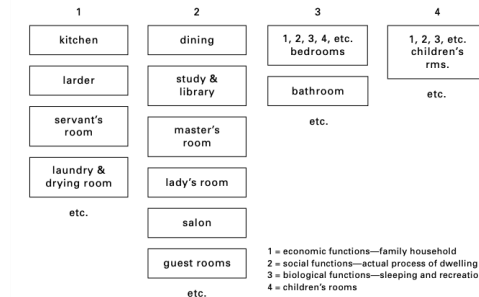 1
2
3
4
kitchen
larder
servant's
room
laundry &
drying room
etc.
dining
study &
library
master's
room
lady's room
salon
guest rooms
etc.
1, 2, 3, 4, etc.
bedrooms
bathroom
etc.
1, 2, 3, etc.
children's
rms.
etc.
1 = economic functions—family household
2 = social functions—actual process of dwelling
3 = biological functions—sleeping and recreatio
4 = children's rooms